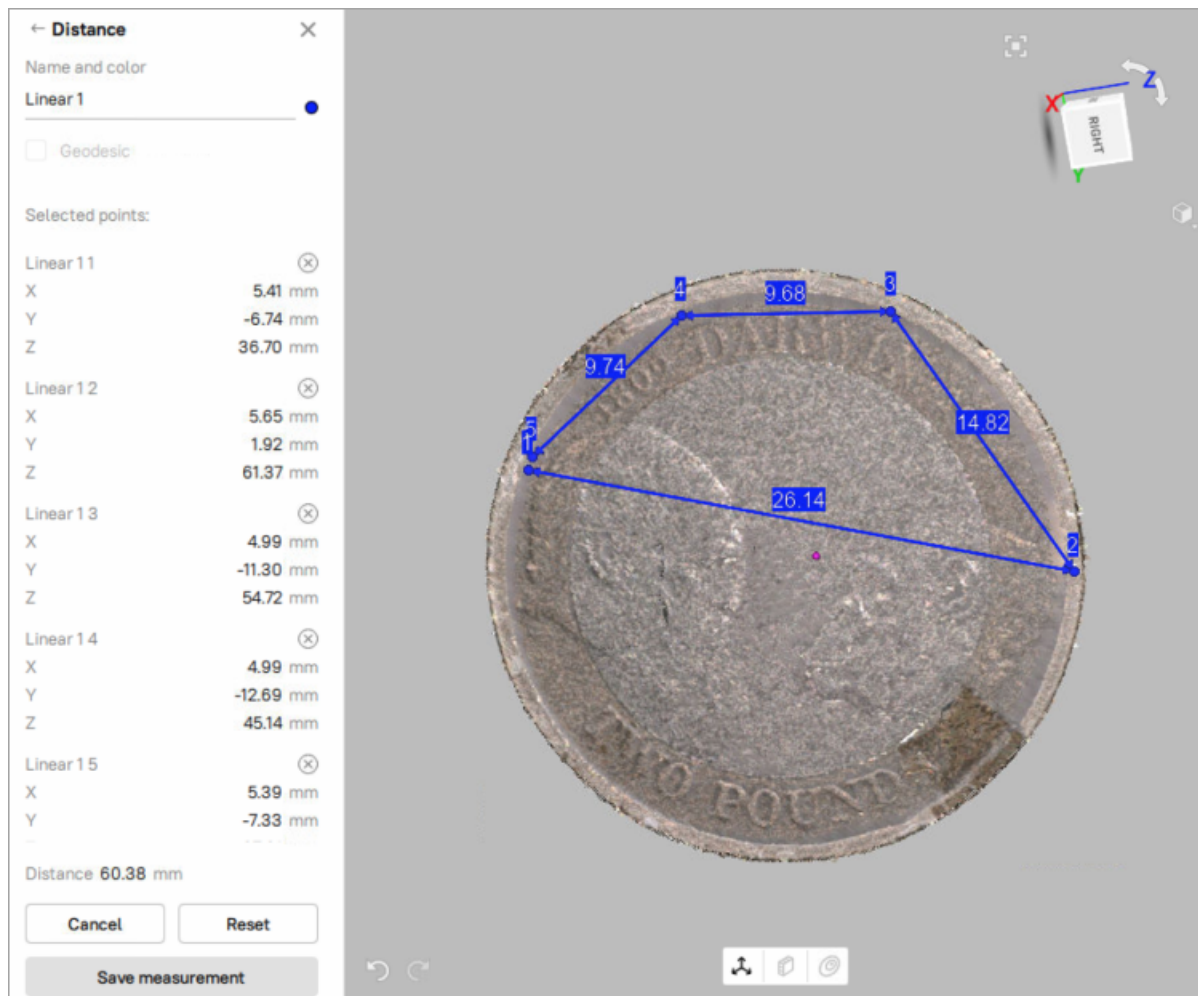 ← Distance
Name and color
Linear 1
Geodesic
Selected points:
Linear 1 1
X 5.41 mm
Y -6.74 mm
Z 36.70 mm
Linear 1 2
X 5.65 mm
Y 1.92 mm
Z 61.37 mm
Linear 1 3
X 4.99 mm
Y -11.30 mm
Z 54.72 mm
Linear 1 4
X 4.99 mm
Y -12.69 mm
Z 45.14 mm
Linear 1 5
X 5.39 mm
Y -7.33 mm
Distance 60.38 mm
Cancel Reset
Save measurement
Z
X
RIGHT
Y
4
9.68
3
9.74
14.82
5
1
26.14
2
DARWIN
TWO POUNDS